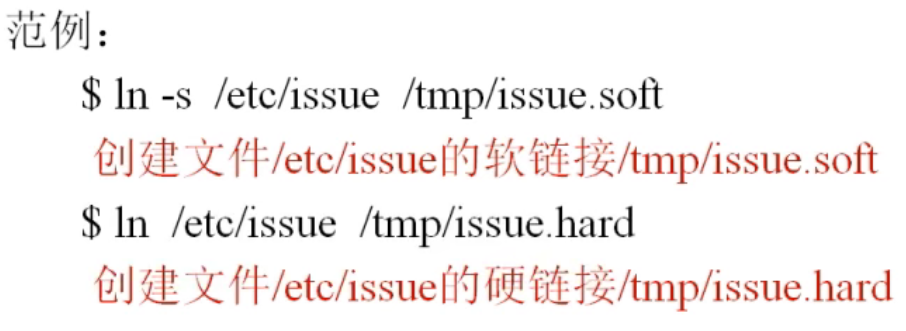 范例：
$ ln -s /etc/issue /tmp/issue.soft
创建文件/etc/issue的软链接/tmp/issue.soft
$ ln /etc/issue /tmp/issue.hard
创建文件/etc/issue的硬链接/tmp/issue.hard